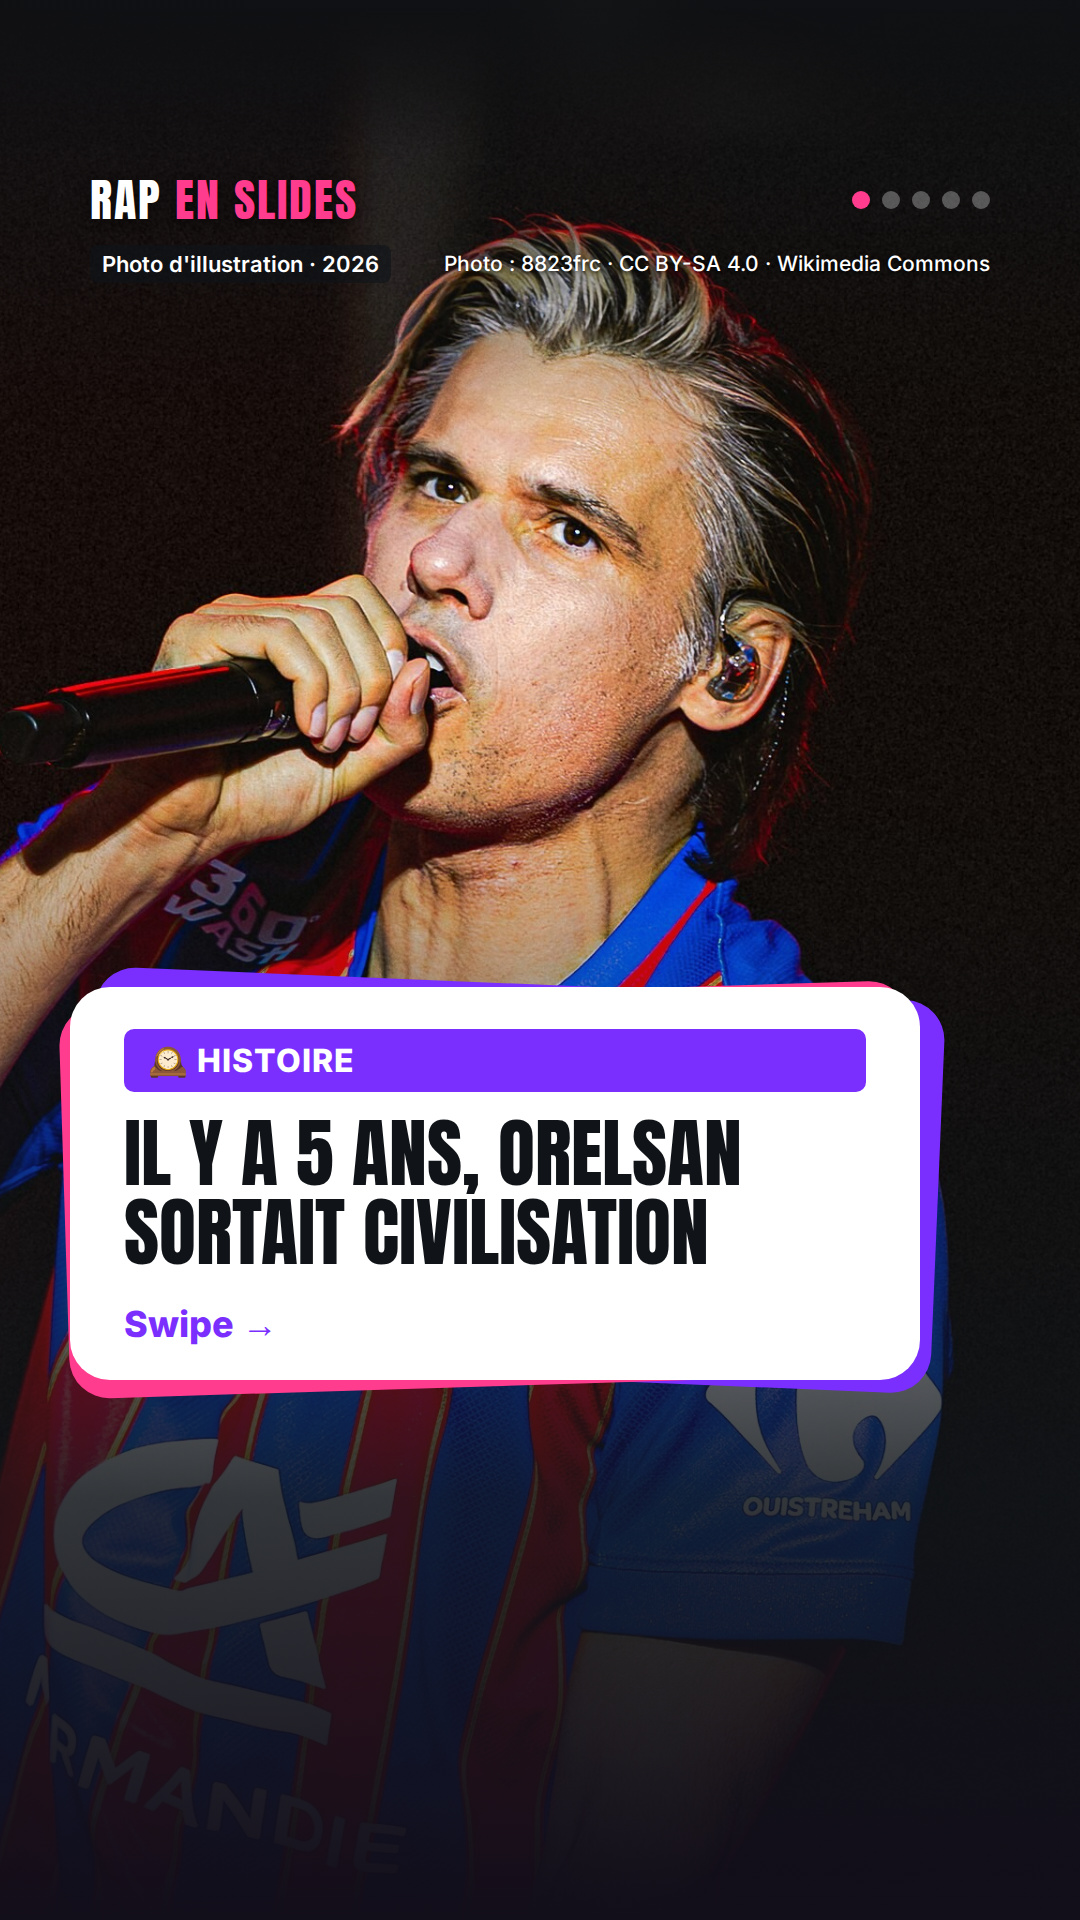 RAP EN SLIDES
Photo d'illustration · 2026
Photo : 8823frc · CC BY-SA 4.0 · Wikimedia Commons
360°
WASH
🕰️ HISTOIRE
IL Y A 5 ANS, ORELSAN
SORTAIT CIVILISATION
Swipe →
OUISTREHAM
NORMANDIE